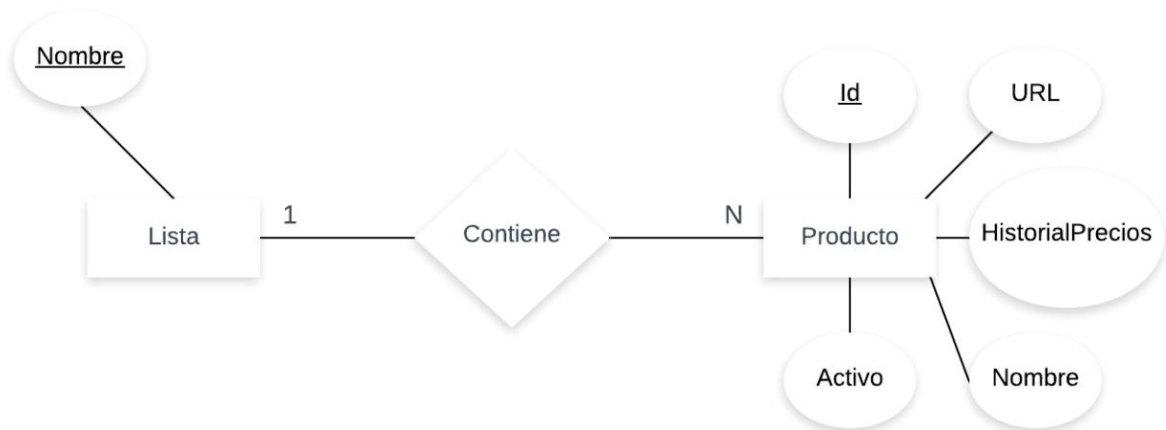 Nombre
Id
URL
Lista
1
Contiene
N
Producto
HistorialPrecios
Activo
Nombre